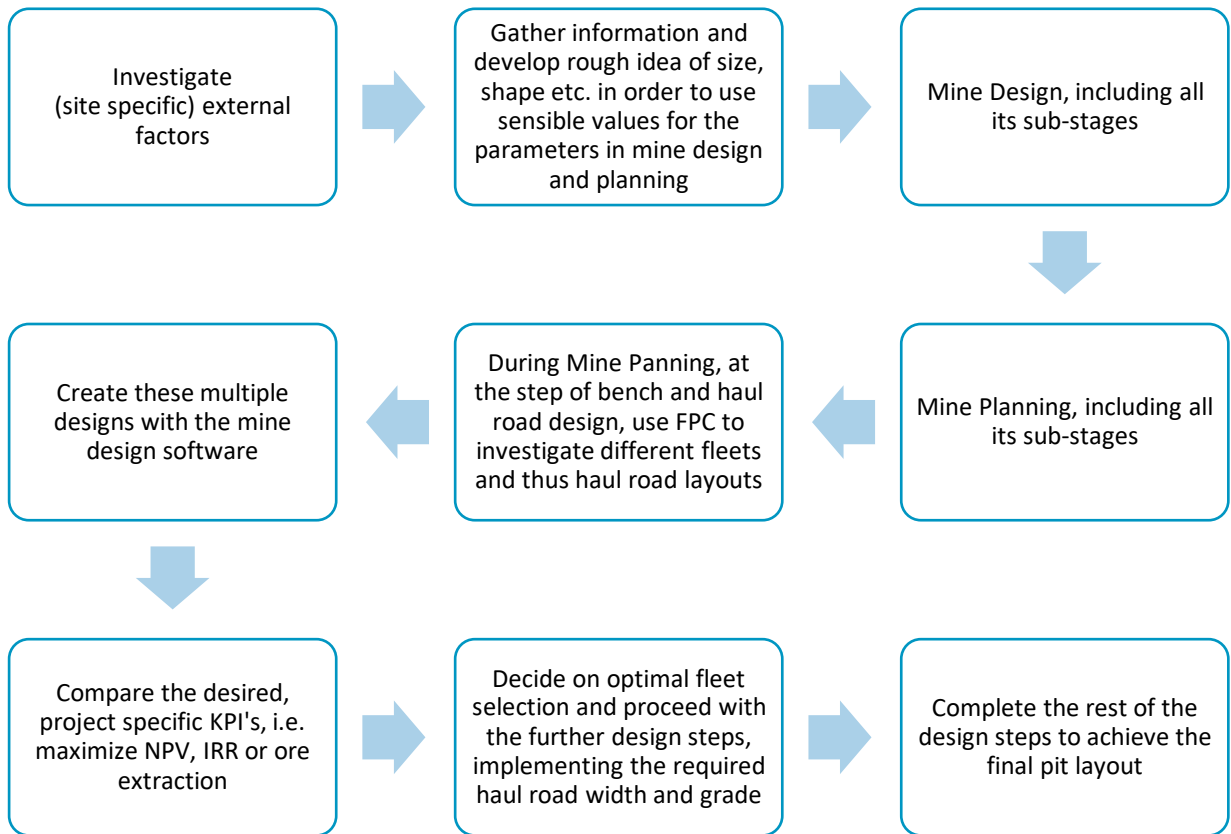 Investigate
(site specific) external
factors
Gather information and
develop rough idea of size,
shape etc. in order to use
sensible values for the
parameters in mine design
and planning
Mine Design, including all
its sub-stages
Mine Planning, including all
its sub-stages
During Mine Panning, at
the step of bench and haul
road design, use FPC to
investigate different fleets
and thus haul road layouts
Create these multiple
designs with the mine
design software
Compare the desired,
project specific KPI's, i.e.
maximize NPV, IRR or ore
extraction
Decide on optimal fleet
selection and proceed with
the further design steps,
implementing the required
haul road width and grade
Complete the rest of the
design steps to achieve the
final pit layout